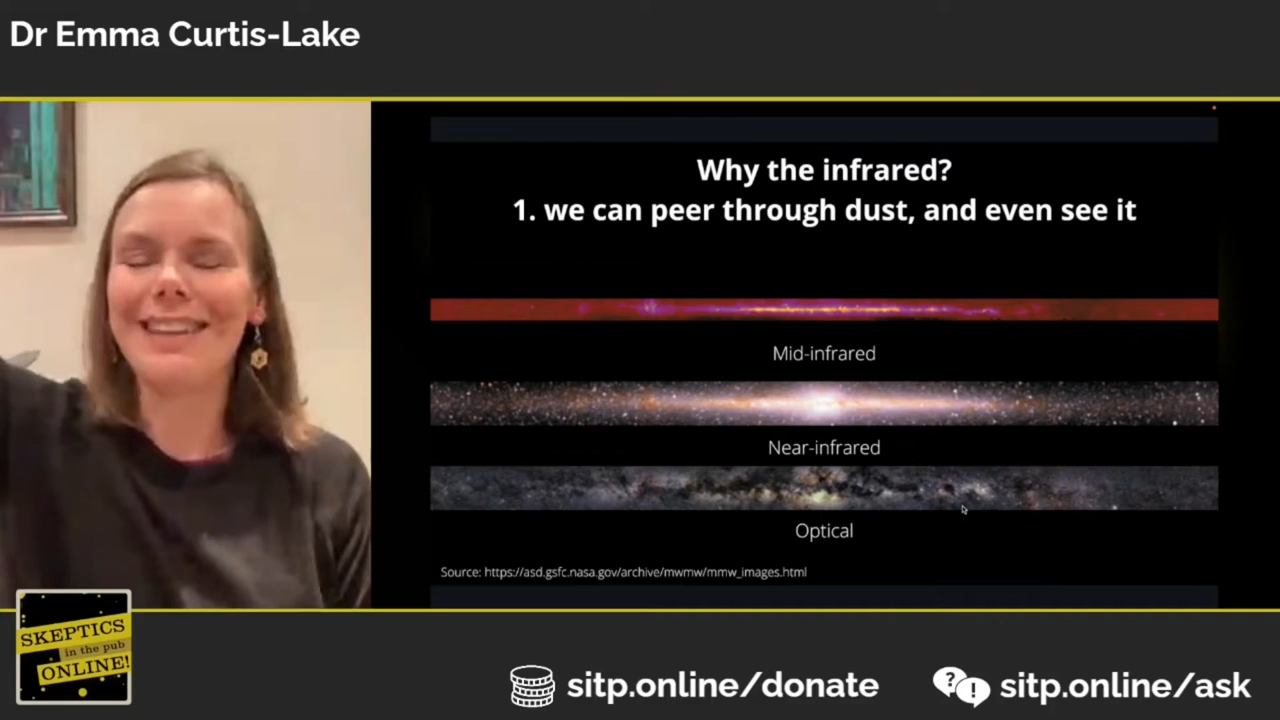 Dr Emma Curtis-Lake
Why the infrared?
1. we can peer through dust, and even see it
Mid-infrared
Near-infrared
Optical
Source: https://asd.gsfc.nasa.gov/archive/mwmw/mmw_images.html
SKEPTICS
in the pub
ONLINE!
sitp.online/donate
? !
sitp.online/ask